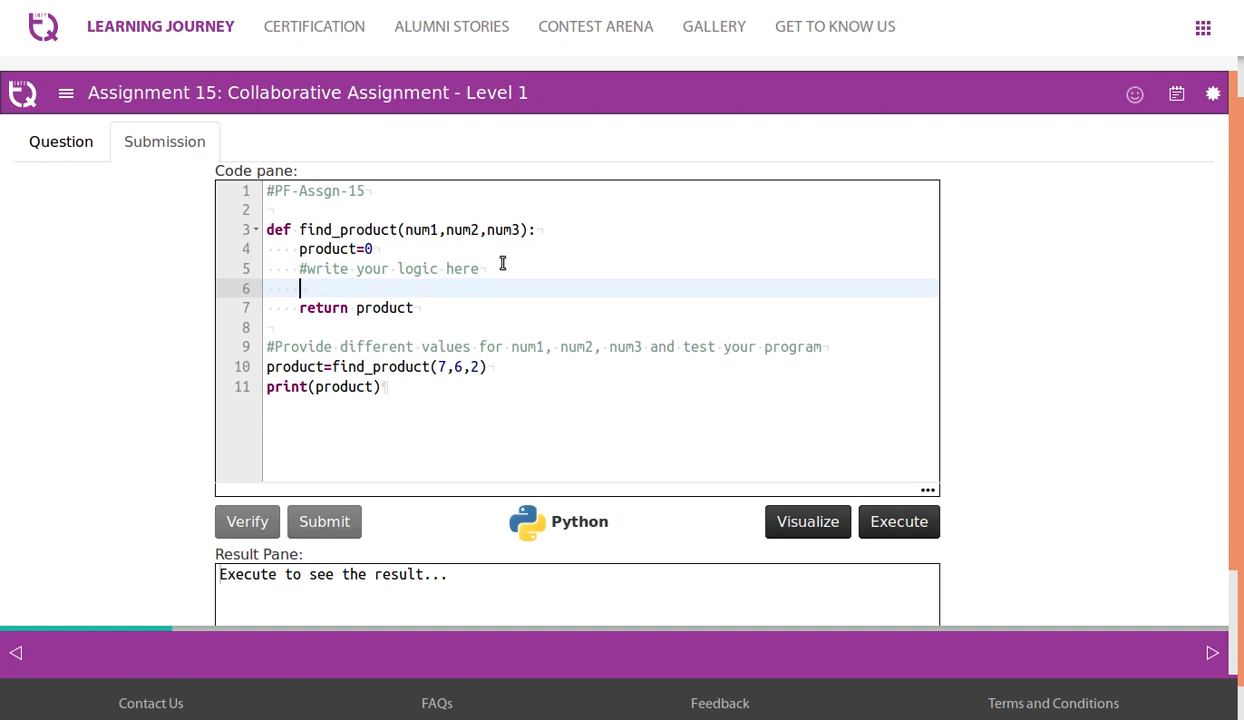 LEARNING JOURNEY CERTIFICATION ALUMNI STORIES CONTEST ARENA GALLERY GET TO KNOW US
Assignment 15: Collaborative Assignment - Level 1
Question Submission
Code pane:
1 #PF-Assgn-15
2
3 def find_product(num1,num2,num3):
4     product=0
5     #write your logic here
6
7     return product
8
9 #Provide different values for num1, num2, num3 and test your program
10 product=find_product(7,6,2)
11 print(product)
Verify Submit Python Visualize Execute
Result Pane:
Execute to see the result...
Contact Us FAQs Feedback Terms and Conditions